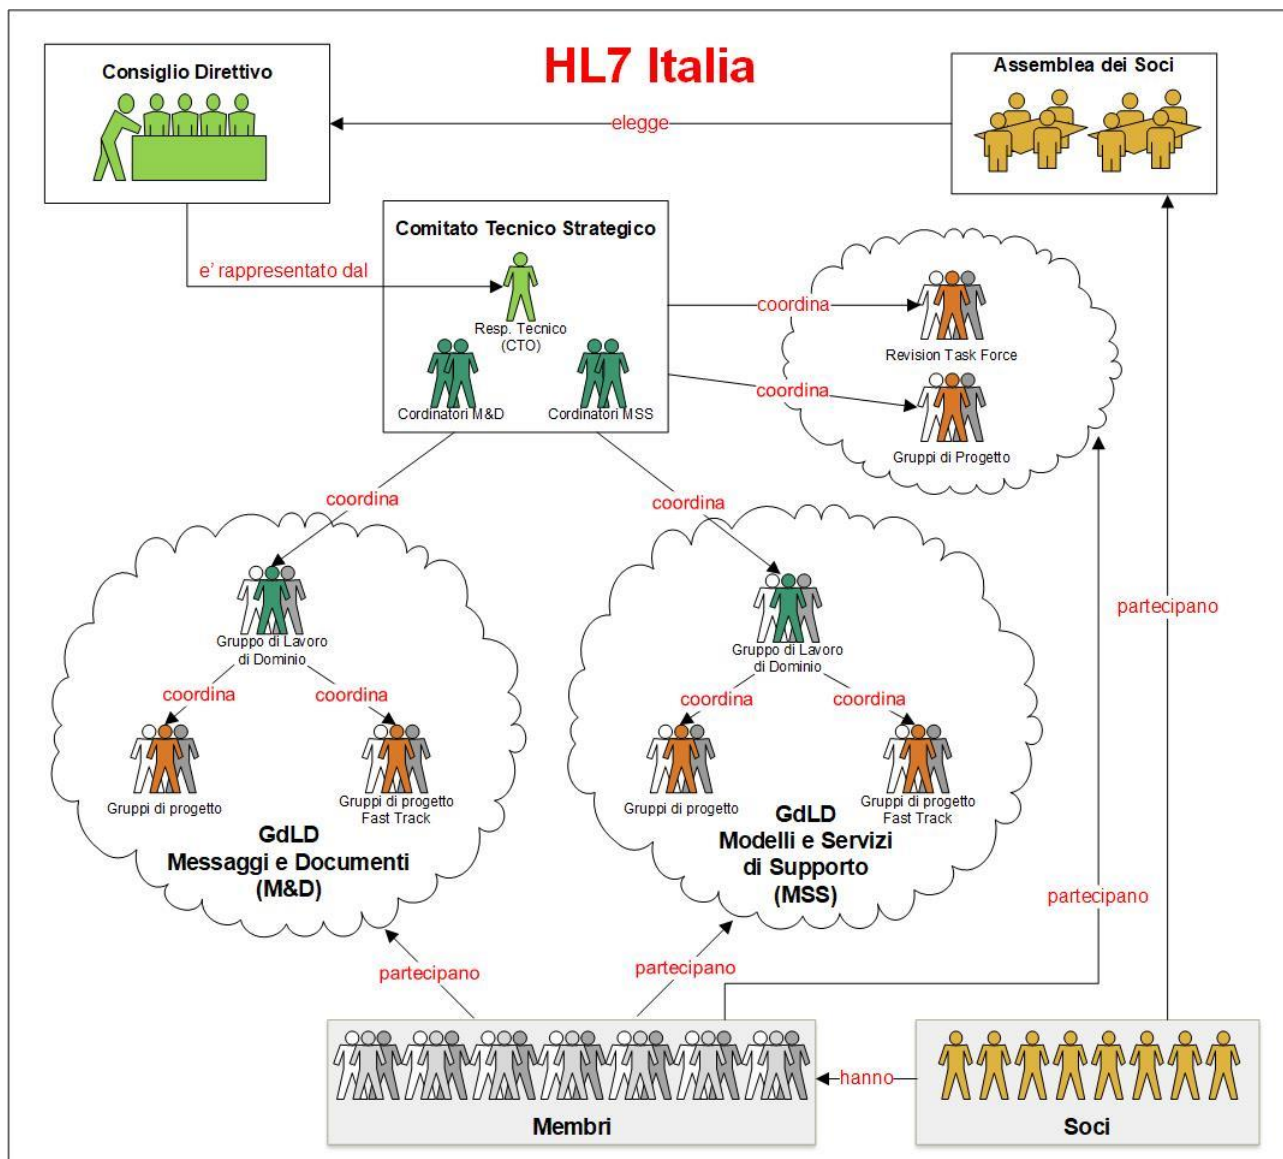 HL7 Italia
Consiglio Direttivo
Assemblea dei Soci
elegge
Comitato Tecnico Strategico
e' rappresentato dal
Resp. Tecnico
(CTO)
Cordinatori M&D
Cordinatori MSS
coordina
Revision Task Force
coordina
Gruppi di Progetto
coordina
coordina
partecipano
Gruppo di Lavoro
di Dominio
coordina
coordina
Gruppi di progetto
Gruppi di progetto
Fast Track
GdLD
Messaggi e Documenti
(M&D)
Gruppo di Lavoro
di Dominio
coordina
coordina
Gruppi di progetto
Gruppi di progetto
Fast Track
GdLD
Modelli e Servizi
di Supporto
(MSS)
partecipano
partecipano
partecipano
Membri
hanno
Soci